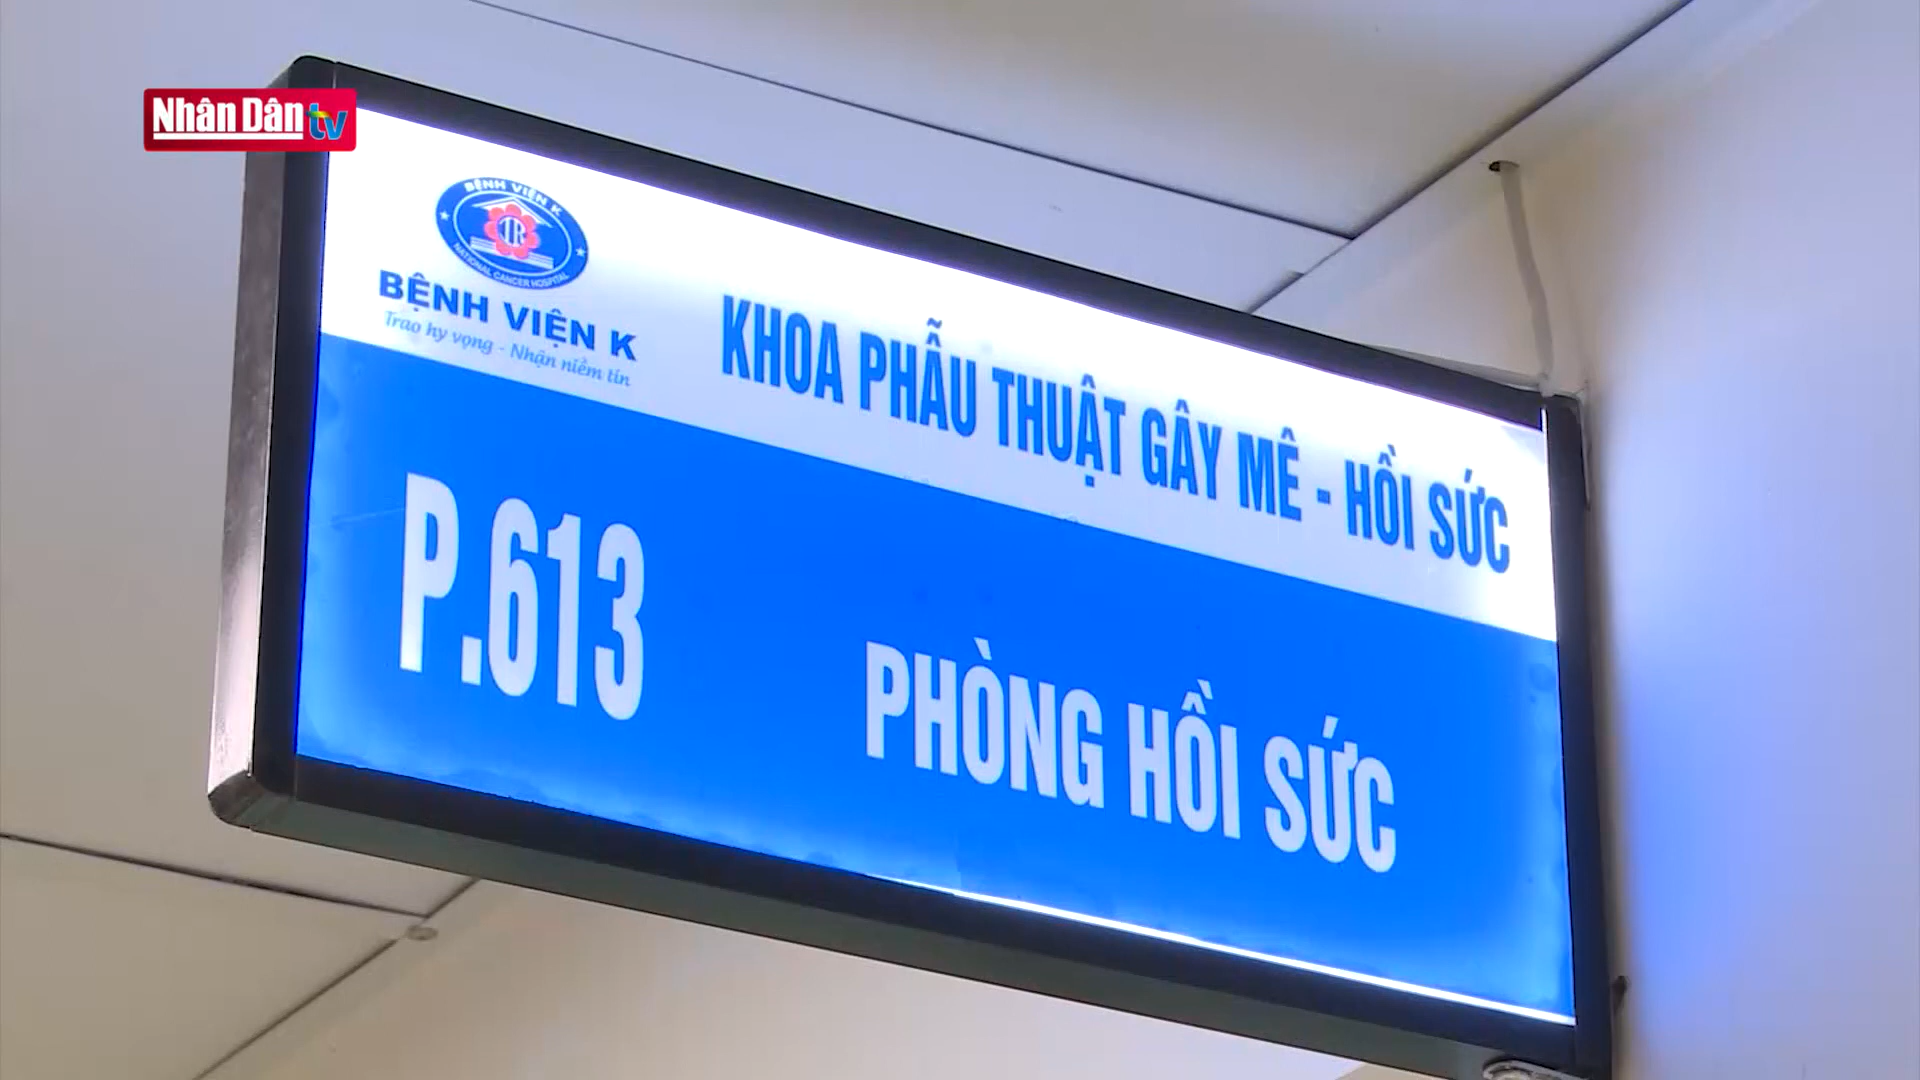 Nhân Dân tv
BỆNH VIỆN K
TR
NATIONAL CANCER HOSPITAL
BỆNH VIỆN K
Trao hy vọng - Nhận niềm tin
KHOA PHẪU THUẬT GÂY MÊ - HỒI SỨC
P.613
PHÒNG HỒI SỨC